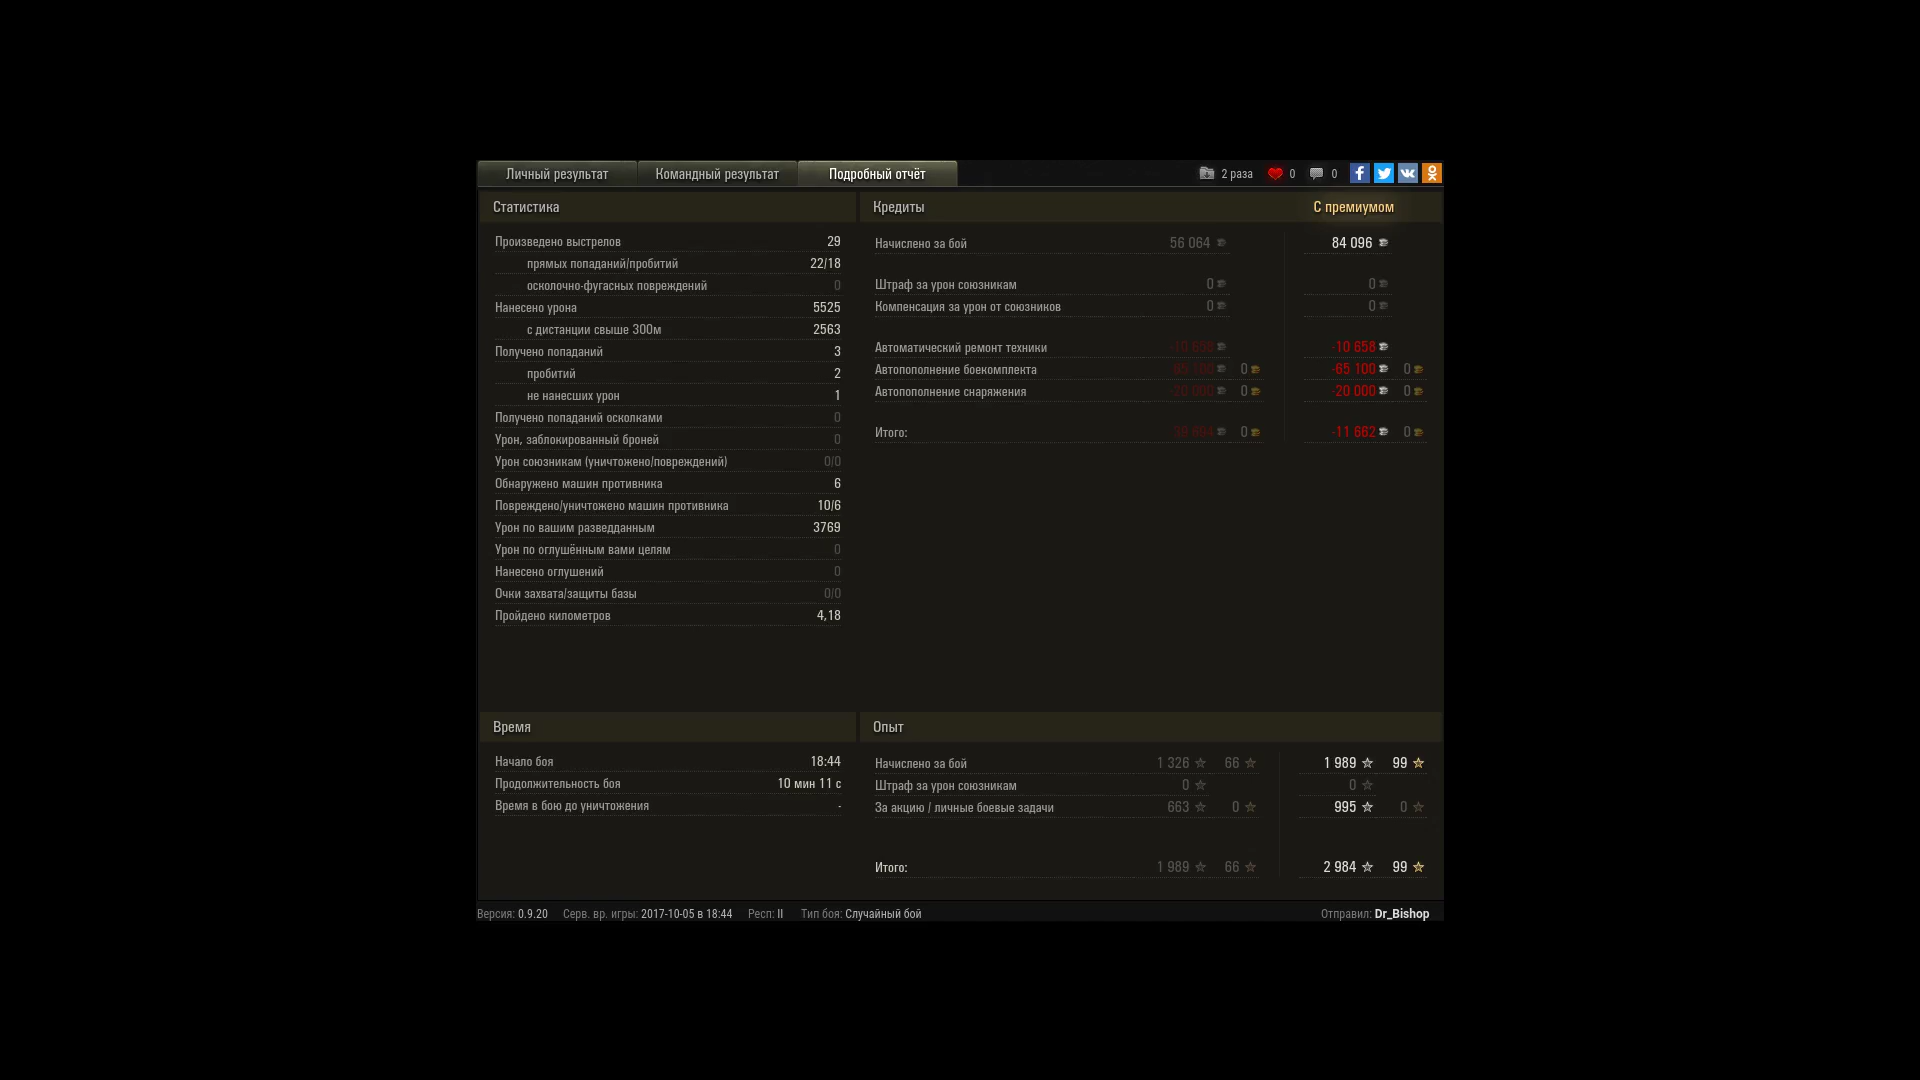 Личный результат Командный результат Подробный отчёт 2 раза 0 0
Статистика
Произведено выстрелов 29
прямых попаданий/пробитий 22/18
осколочно-фугасных повреждений 0
Нанесено урона 5525
с дистанции свыше 300м 2563
Получено попаданий 3
пробитий 2
не нанесших урон 1
Получено попаданий осколками 0
Урон, заблокированный броней 0
Урон союзникам (уничтожено/повреждений) 0/0
Обнаружено машин противника 6
Повреждено/уничтожено машин противника 10/6
Урон по вашим разведданным 3769
Урон по оглушённым вами целям 0
Нанесено оглушений 0
Очки захвата/защиты базы 0/0
Пройдено километров 4,18
Кредиты С премиумом
Начислено за бой 56 064 84 096
Штраф за урон союзникам 0 0
Компенсация за урон от союзников 0 0
Автоматический ремонт техники -10 658 -10 658
Автопополнение боекомплекта -65 100 0 -65 100 0
Автопополнение снаряжения -20 000 0 -20 000 0
Итого: -39 694 0 -11 662 0
Время
Начало боя 18:44
Продолжительность боя 10 мин 11 с
Время в бою до уничтожения -
Опыт
Начислено за бой 1 326 66 1 989 99
Штраф за урон союзникам 0 0
За акцию / личные боевые задачи 663 0 995 0
Итого: 1 989 66 2 984 99
Версия: 0.9.20 Серв. вр. игры: 2017-10-05 в 18:44 Респ: II Тип боя: Случайный бой Отправил: Dr_Bishop